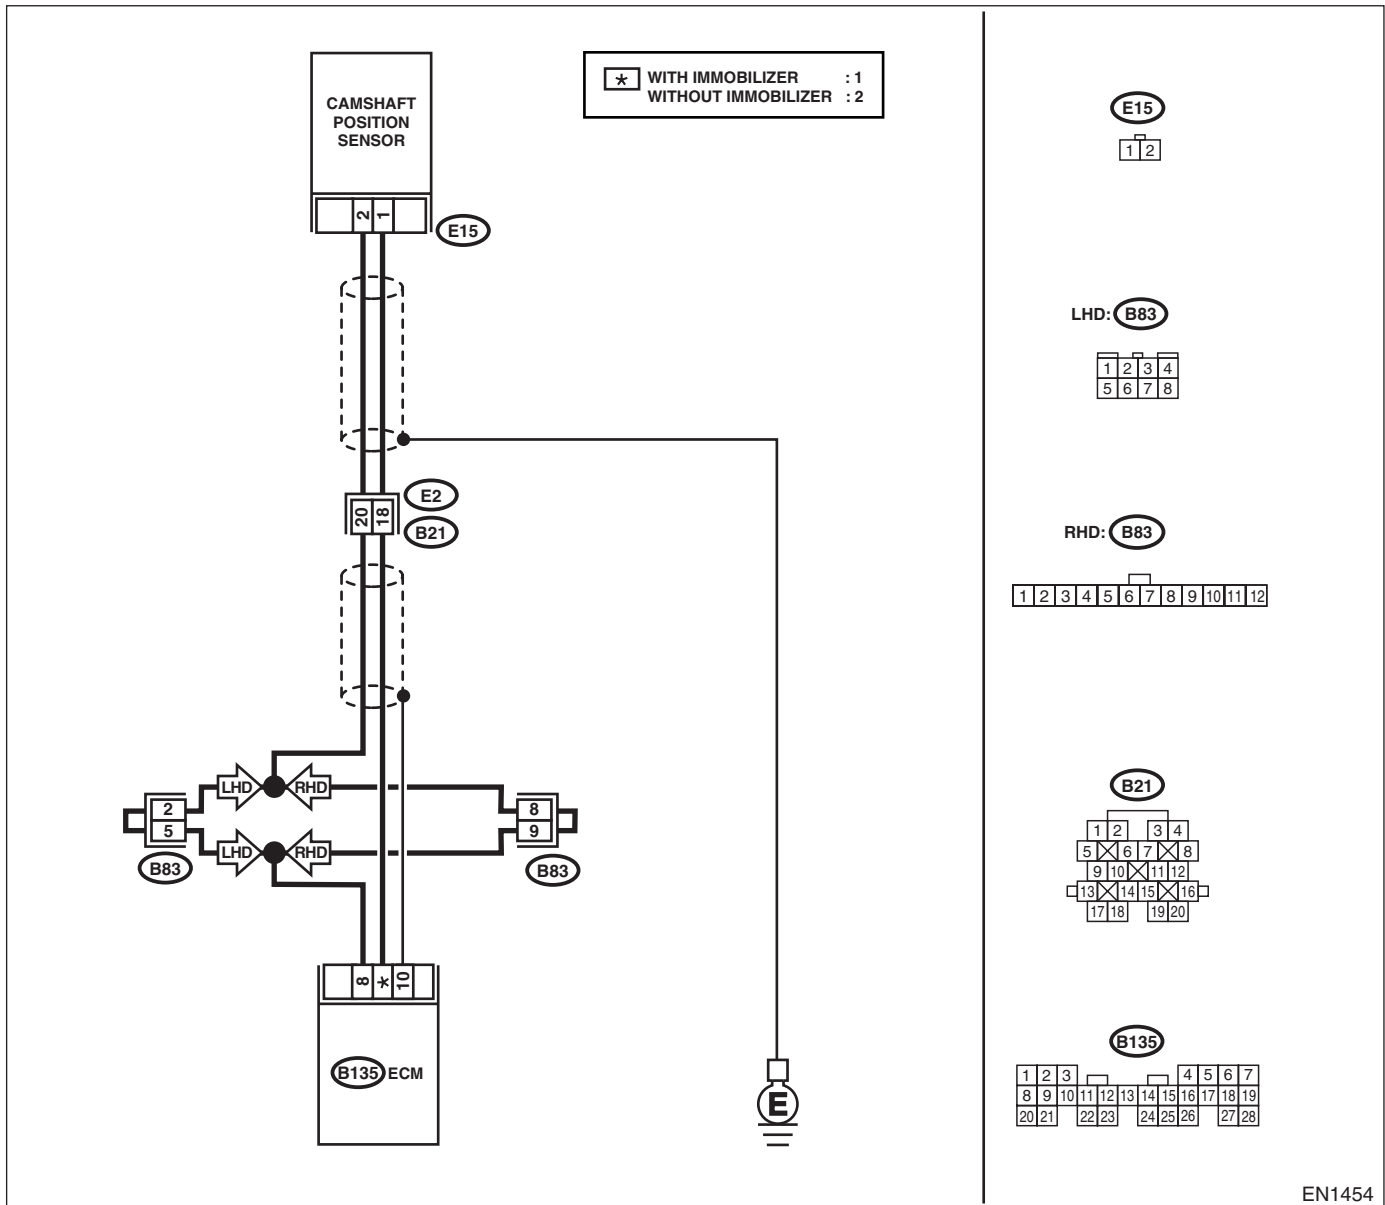 CAMSHAFT
POSITION
SENSOR
* WITH IMMOBILIZER : 1
WITHOUT IMMOBILIZER : 2
2 1
E15
E2
20 18
B21
LHD RHD
2
5
8
9
LHD RHD
B83
B83
8 * 10
B135 ECM
E
E15
1 2
LHD: B83
1 2 3 4
5 6 7 8
RHD: B83
1 2 3 4 5 6 7 8 9 10 11 12
B21
1 2 3 4
5 6 7 8
9 10 11 12
13 14 15 16
17 18 19 20
B135
1 2 3 4 5 6 7
8 9 10 11 12 13 14 15 16 17 18 19
20 21 22 23 24 25 26 27 28
EN1454